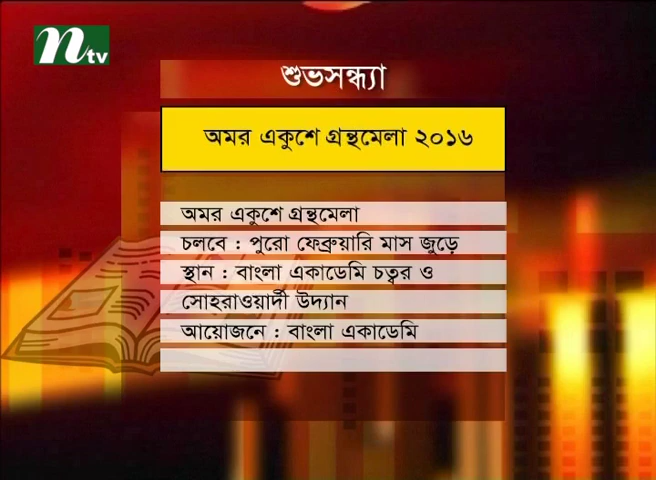 ntv
শুভসন্ধ্যা
অমর একুশে গ্রন্থমেলা ২০১৬
অমর একুশে গ্রন্থমেলা
চলবে : পুরো ফেব্রুয়ারি মাস জুড়ে
স্থান : বাংলা একাডেমি চত্বর ও
সোহরাওয়ার্দী উদ্যান
আয়োজনে : বাংলা একাডেমি